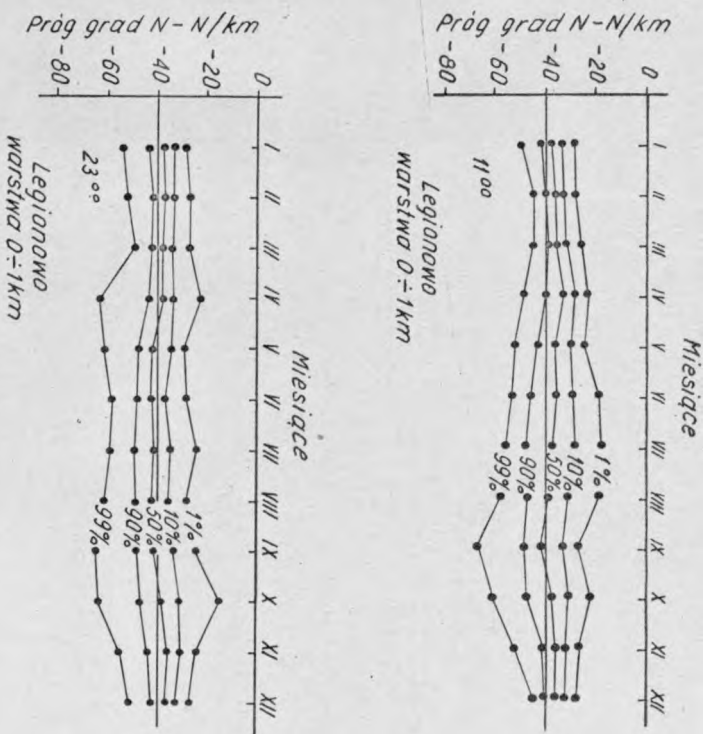 Próg grad N-N/km
-80
-60
-40
-20
0
I
II
III
IV
V
VI
VII
VIII
IX
X
XI
XII
Miesiące
11⁰⁰
1%
10%
50%
90%
99%
Legionowo
warstwa 0÷1km
Próg grad N-N/km
-80
-60
-40
-20
0
I
II
III
IV
V
VI
VII
VIII
IX
X
XI
XII
Miesiące
23⁰⁰
1%
10%
50%
90%
99%
Legionowo
warstwa 0÷1km